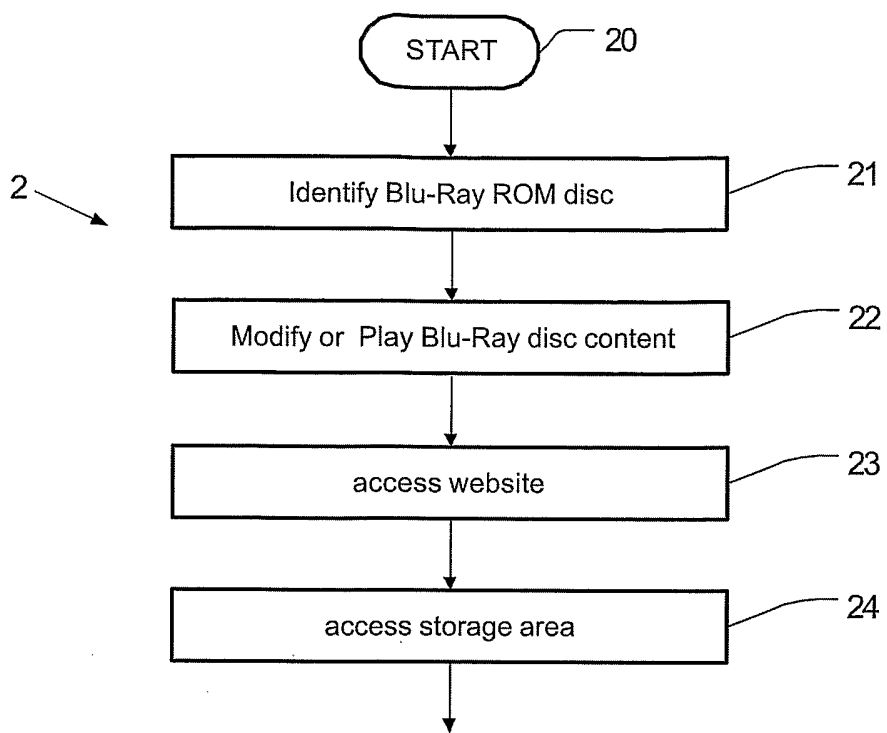 START
20
Identify Blu-Ray ROM disc
21
2
Modify or Play Blu-Ray disc content
22
access website
23
access storage area
24